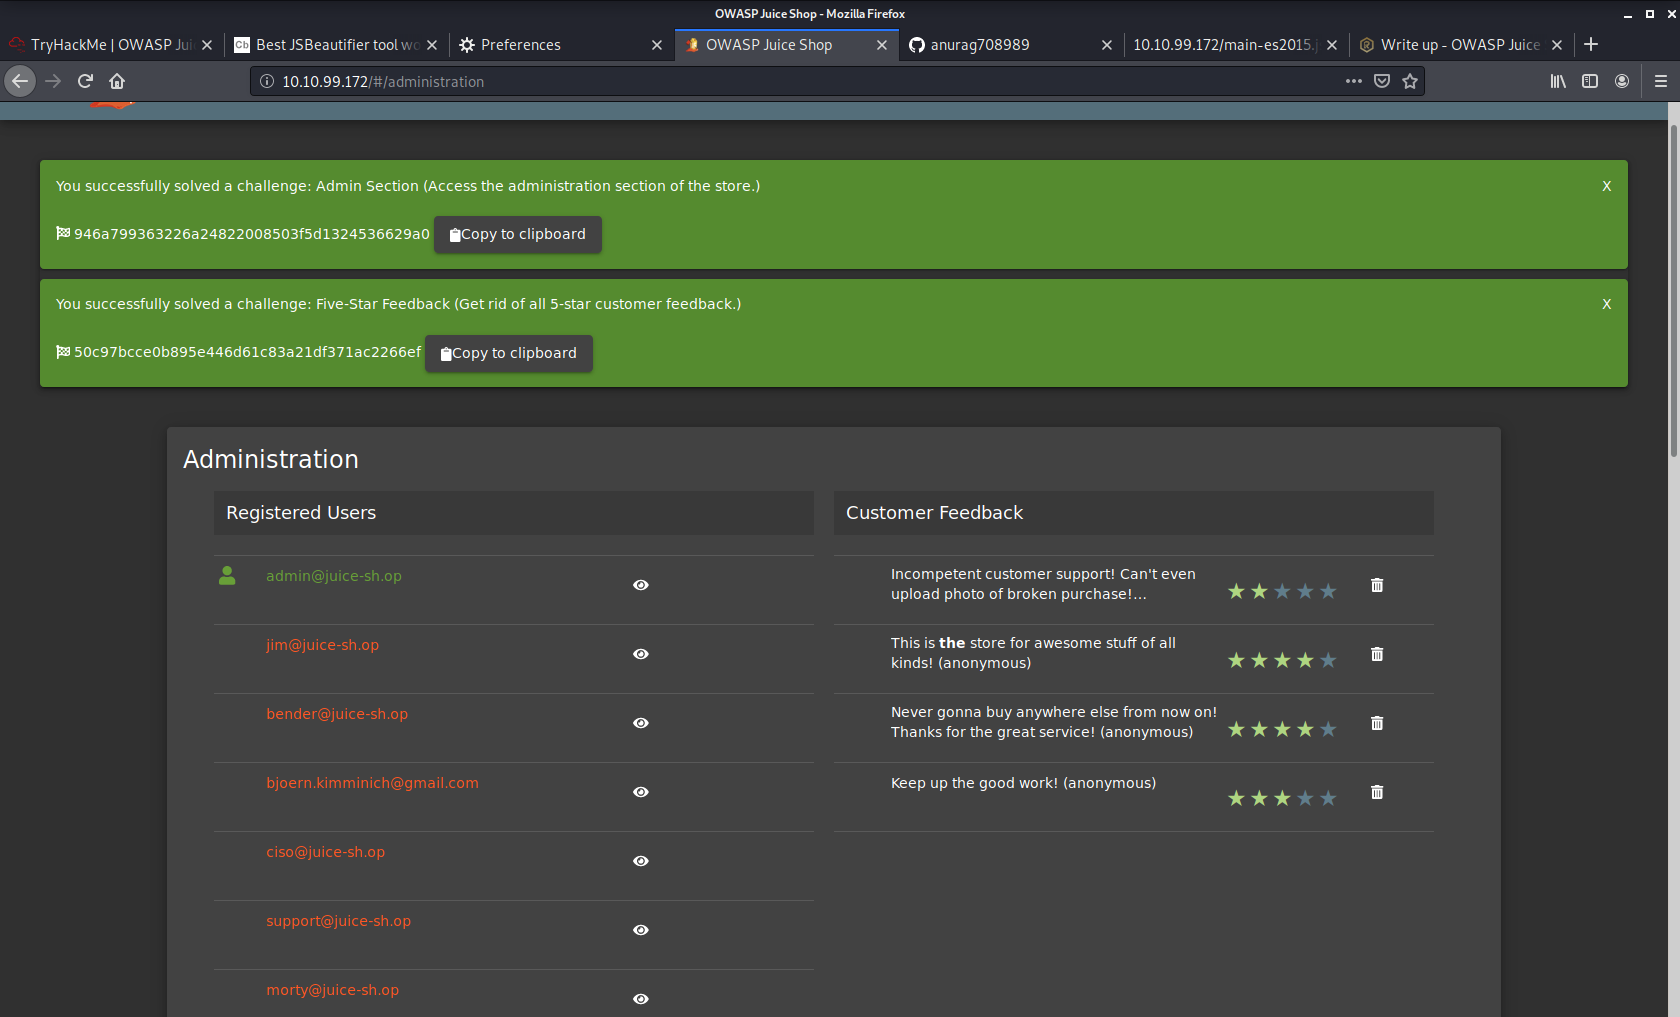 OWASP Juice Shop - Mozilla Firefox
TryHackMe | OWASP Jui
Cb Best JSBeautifier tool wo
Preferences
OWASP Juice Shop
anurag708989
10.10.99.172/main-es2015.j
Write up - OWASP Juice
10.10.99.172/#/administration
You successfully solved a challenge: Admin Section (Access the administration section of the store.)
X
946a799363226a24822008503f5d1324536629a0 Copy to clipboard
You successfully solved a challenge: Five-Star Feedback (Get rid of all 5-star customer feedback.)
X
50c97bcce0b895e446d61c83a21df371ac2266ef Copy to clipboard
Administration
Registered Users
admin@juice-sh.op
jim@juice-sh.op
bender@juice-sh.op
bjoern.kimminich@gmail.com
ciso@juice-sh.op
support@juice-sh.op
morty@juice-sh.op
Customer Feedback
Incompetent customer support! Can't even
upload photo of broken purchase!...
This is the store for awesome stuff of all
kinds! (anonymous)
Never gonna buy anywhere else from now on!
Thanks for the great service! (anonymous)
Keep up the good work! (anonymous)